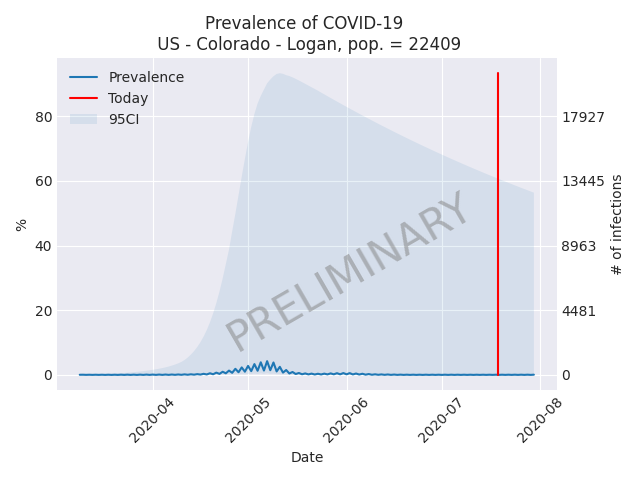 Prevalence of COVID-19
US - Colorado - Logan, pop. = 22409
Prevalence
Today
95CI
80
60
40
20
0
%
17927
13445
8963
4481
0
# of infections
PRELIMINARY
2020-04
2020-05
2020-06
2020-07
2020-08
Date